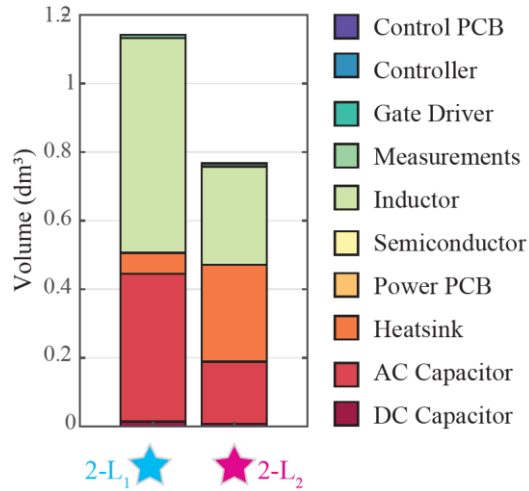 1.2
1
0.8
0.6
0.4
0.2
0
Volume (dm³)
2-L₁
2-L₂
Control PCB
Controller
Gate Driver
Measurements
Inductor
Semiconductor
Power PCB
Heatsink
AC Capacitor
DC Capacitor